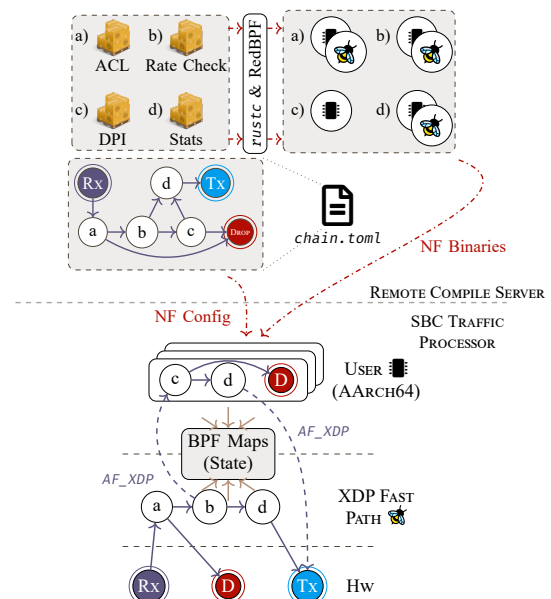 a)
b)
ACL
Rate Check
c)
d)
DPI
Stats
rustc & RedBPF
a)
b)
c)
d)
Rx
d
Tx
a
b
c
Drop
chain.toml
NF Binaries
Remote Compile Server
NF Config
SBC Traffic
Processor
c
d
D
User
(AArch64)
AF_XDP
BPF Maps
(State)
AF_XDP
a
b
d
XDP Fast
Path
Rx
D
Tx
Hw